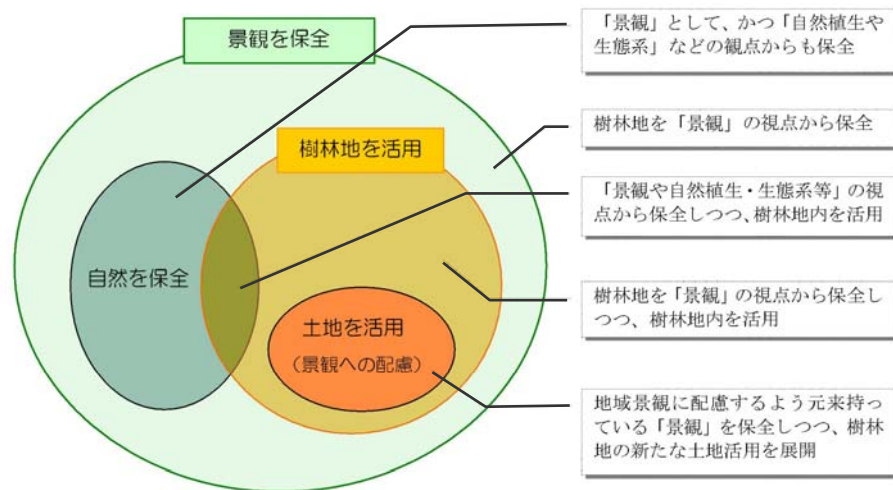 景観を保全
樹林地を活用
自然を保全
土地を活用
（景観への配慮）
「景観」として、かつ「自然植生や
生態系」などの観点からも保全
樹林地を「景観」の視点から保全
「景観や自然植生・生態系等」の視
点から保全しつつ、樹林地内を活用
樹林地を「景観」の視点から保全し
つつ、樹林地内を活用
地域景観に配慮するよう元来持っ
ている「景観」を保全しつつ、樹林
地の新たな土地活用を展開